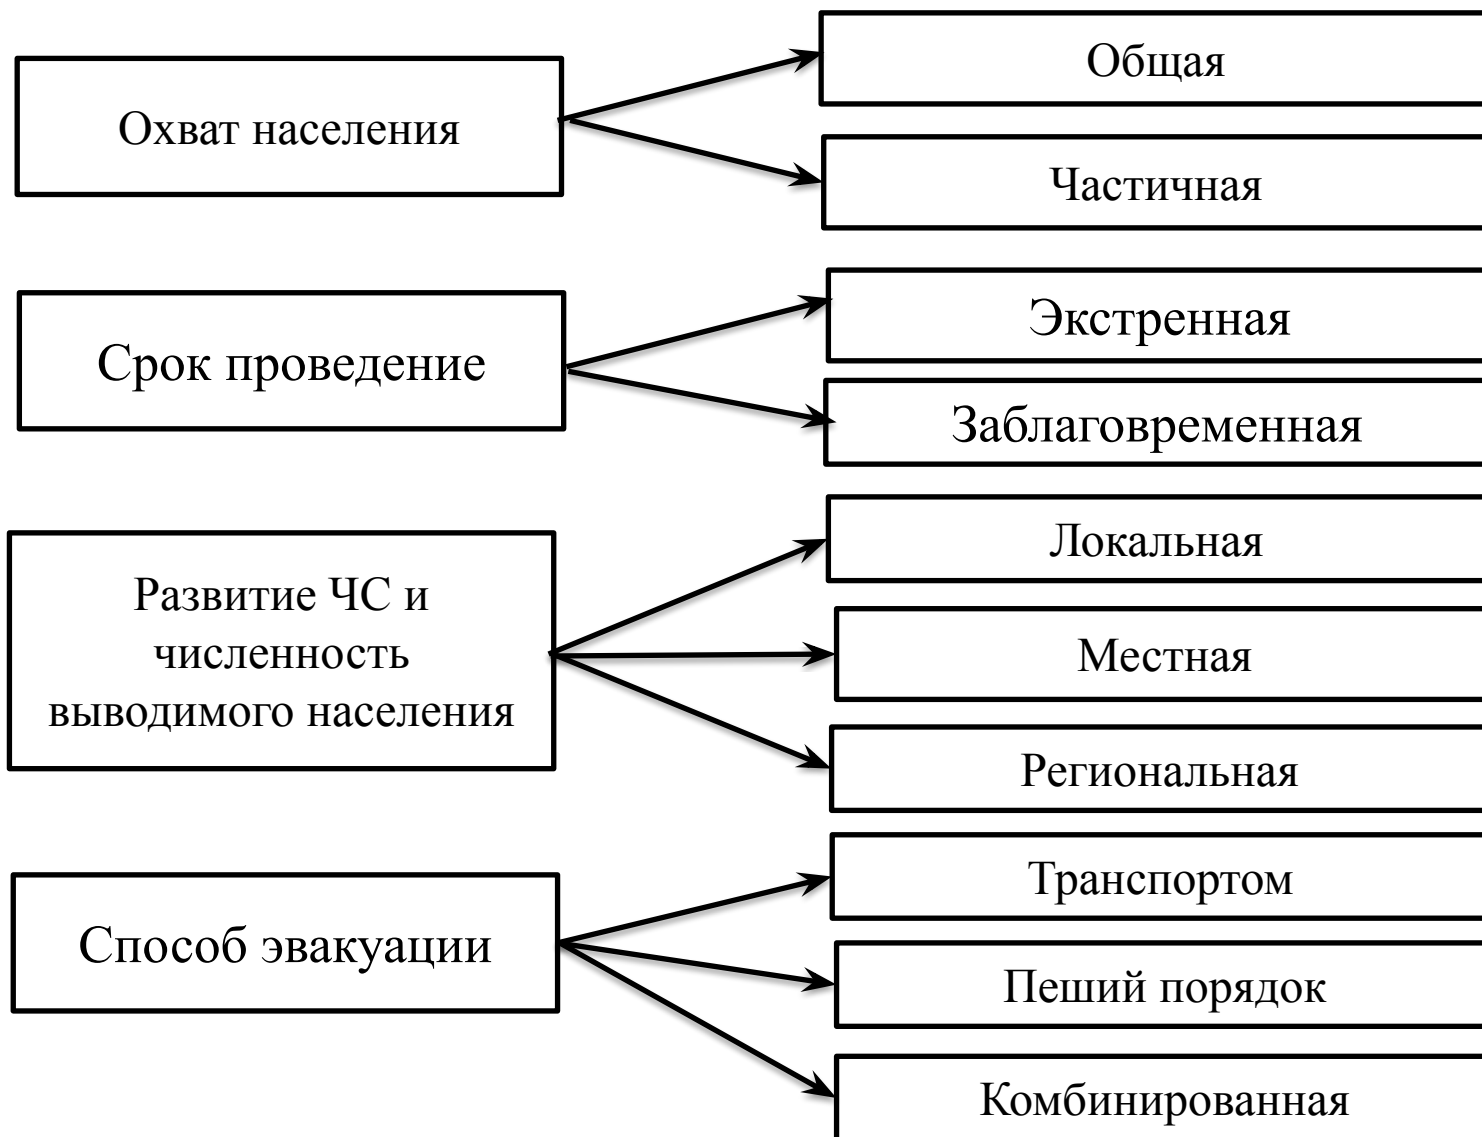 Охват населения
Общая
Частичная
Срок проведение
Экстренная
Заблаговременная
Развитие ЧС и
численность
выводимого населения
Локальная
Местная
Региональная
Способ эвакуации
Транспортом
Пеший порядок
Комбинированная